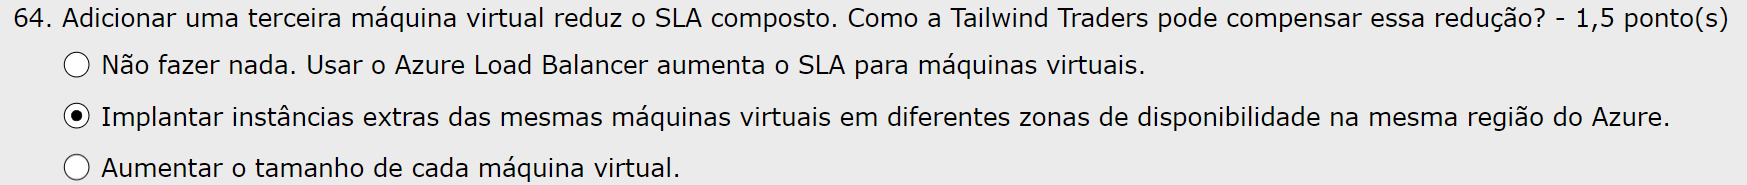 64. Adicionar uma terceira máquina virtual reduz o SLA composto. Como a Tailwind Traders pode compensar essa redução? - 1,5 ponto(s)
Não fazer nada. Usar o Azure Load Balancer aumenta o SLA para máquinas virtuais.
Implantar instâncias extras das mesmas máquinas virtuais em diferentes zonas de disponibilidade na mesma região do Azure.
Aumentar o tamanho de cada máquina virtual.